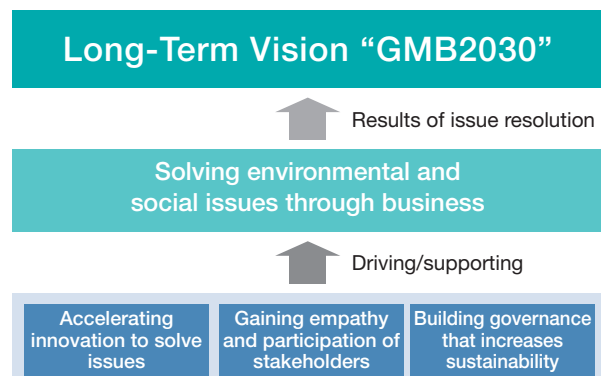 Long-Term Vision “GMB2030”
Results of issue resolution
Solving environmental and
social issues through business
Driving/supporting
Accelerating
innovation to solve
issues
Gaining empathy
and participation of
stakeholders
Building governance
that increases
sustainability